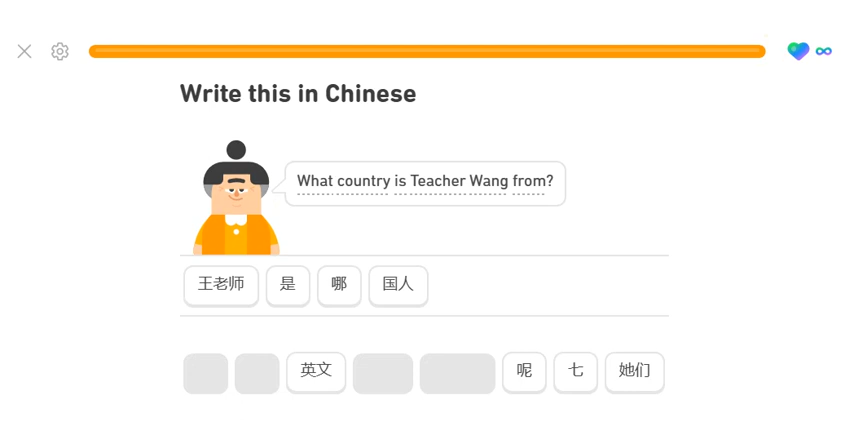 Write this in Chinese
What country is Teacher Wang from?
王老师 是 哪 国人
英文 呢 七 她们